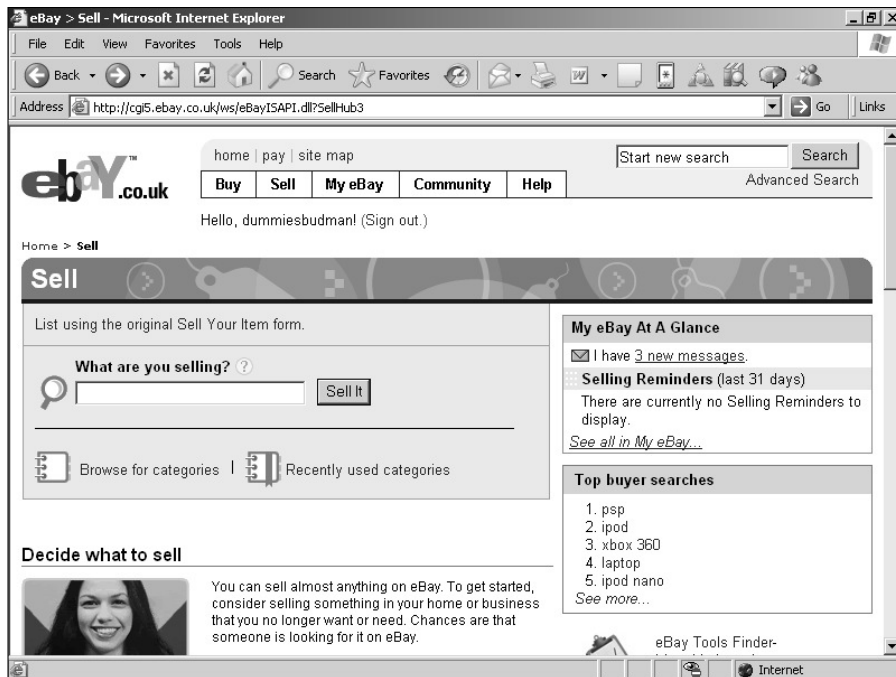 eBay > Sell - Microsoft Internet Explorer
File Edit View Favorites Tools Help
Back Search Favorites
Address http://cgi5.ebay.co.uk/ws/eBayISAPI.dll?SellHub3 Go Links
ebaY™.co.uk
home | pay | site map
Start new search Search
Buy Sell My eBay Community Help
Advanced Search
Hello, dummiesbudman! (Sign out.)
Home > Sell
Sell
List using the original Sell Your Item form.
What are you selling? ?
Sell It
Browse for categories | Recently used categories
Decide what to sell
You can sell almost anything on eBay. To get started,
consider selling something in your home or business
that you no longer want or need. Chances are that
someone is looking for it on eBay.
My eBay At A Glance
I have 3 new messages.
Selling Reminders (last 31 days)
There are currently no Selling Reminders to
display.
See all in My eBay...
Top buyer searches
1. psp
2. ipod
3. xbox 360
4. laptop
5. ipod nano
See more...
eBay Tools Finder-
Internet